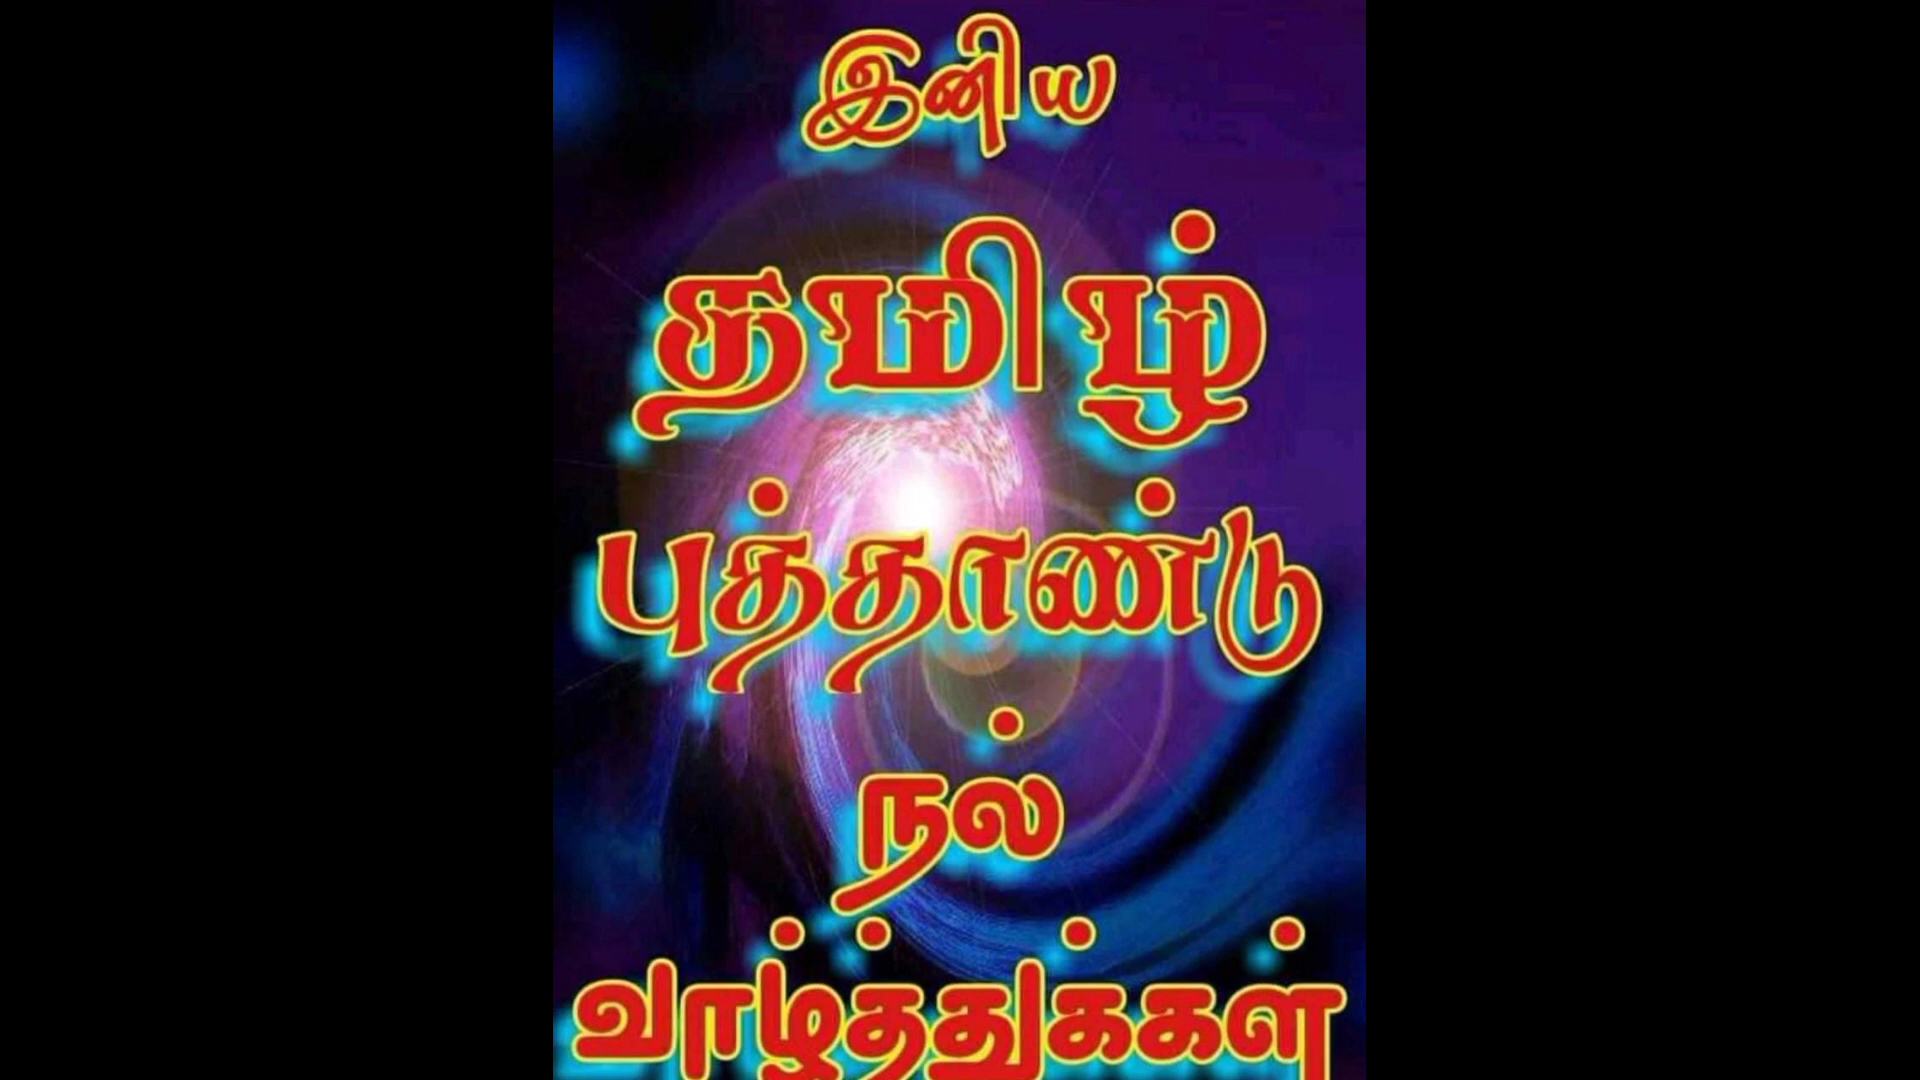 இனிய
தமிழ்
புத்தாண்டு
நல்
வாழ்த்துக்கள்